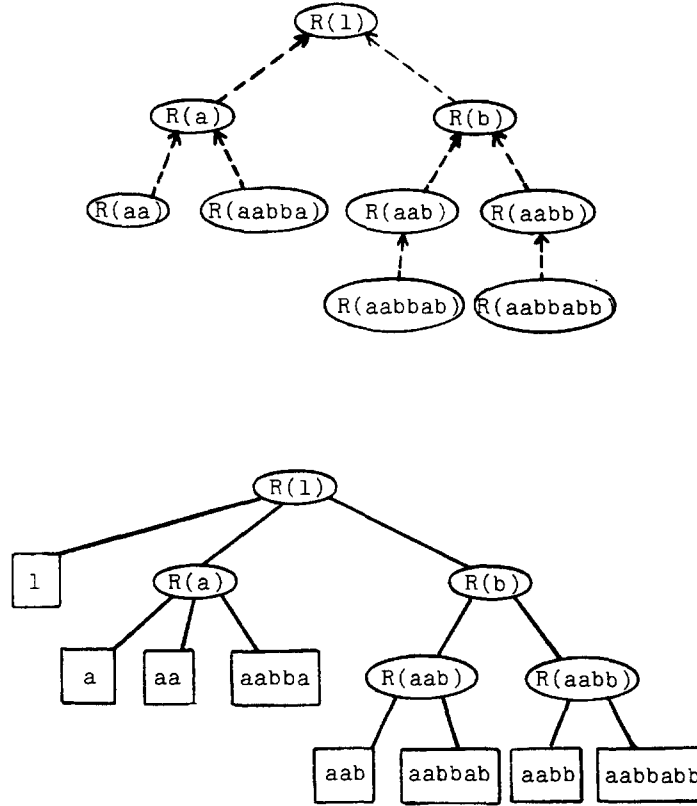 R(1)
R(a) R(b)
R(aa) R(aabba) R(aab) R(aabb)
R(aabbab) R(aabbabb)
R(1)
1 R(a) R(b)
a aa aabba R(aab) R(aabb)
aab aabbab aabb aabbabb